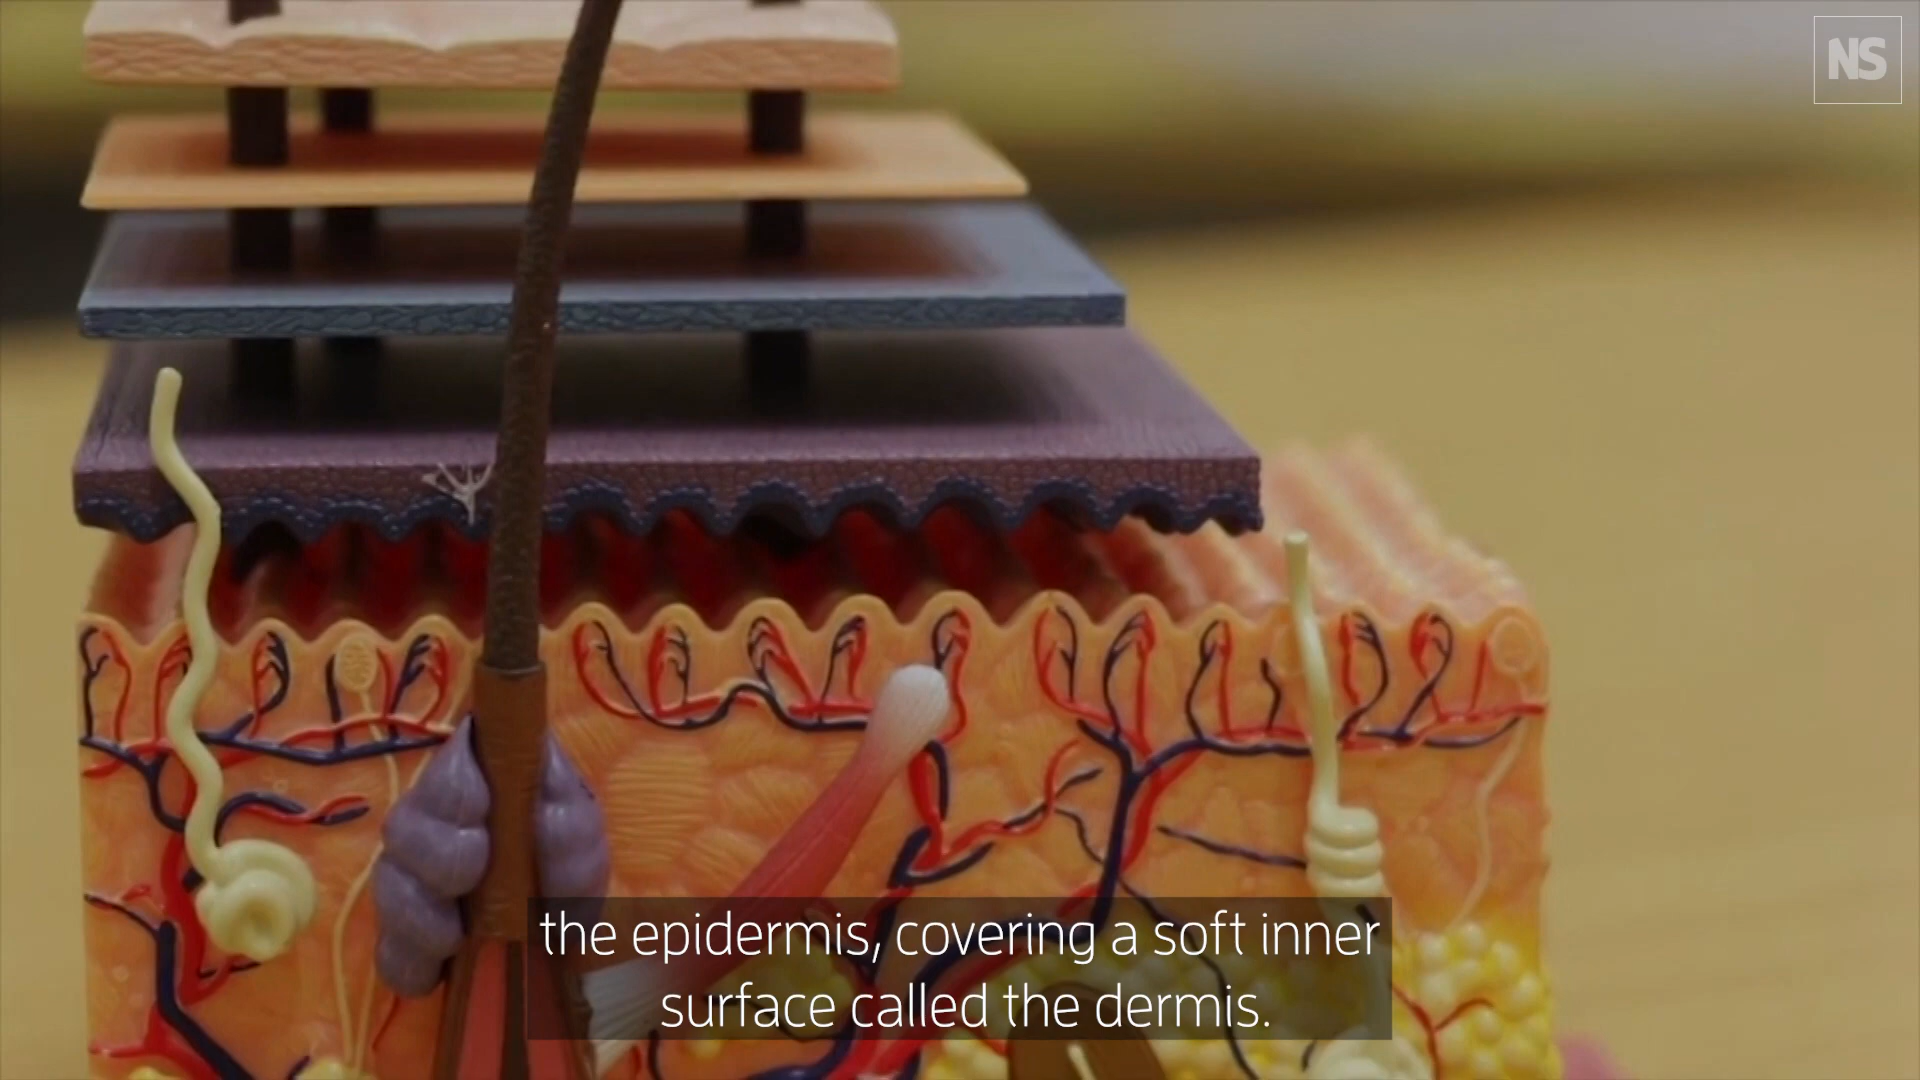 NS
the epidermis, covering a soft inner
surface called the dermis.